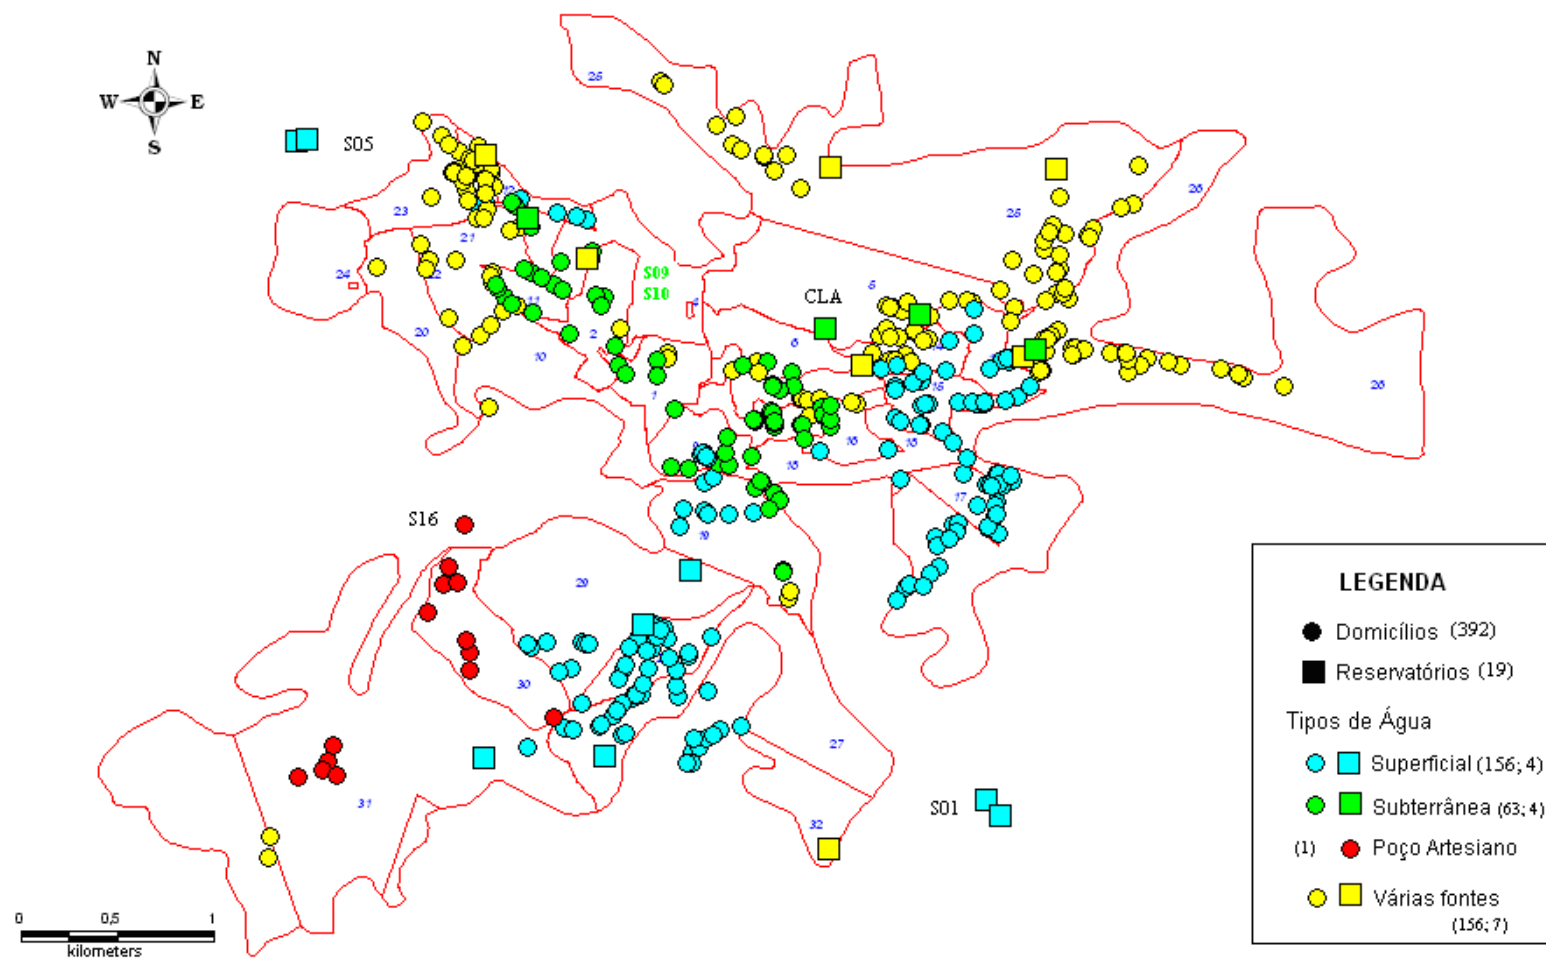 N
W E
S
S05
25
23
21
24
20
11
10
2
1
S09
S10
4
CLA
5
6
25
26
26
15
16
18
17
S16
29
30
31
27
32
S01
0 0,5 1
kilometers
LEGENDA
Domicílios (392)
Reservatórios (19)
Tipos de Água
Superficial (156; 4)
Subterrânea (63; 4)
(1) Poço Artesiano
Várias fontes
(156; 7)